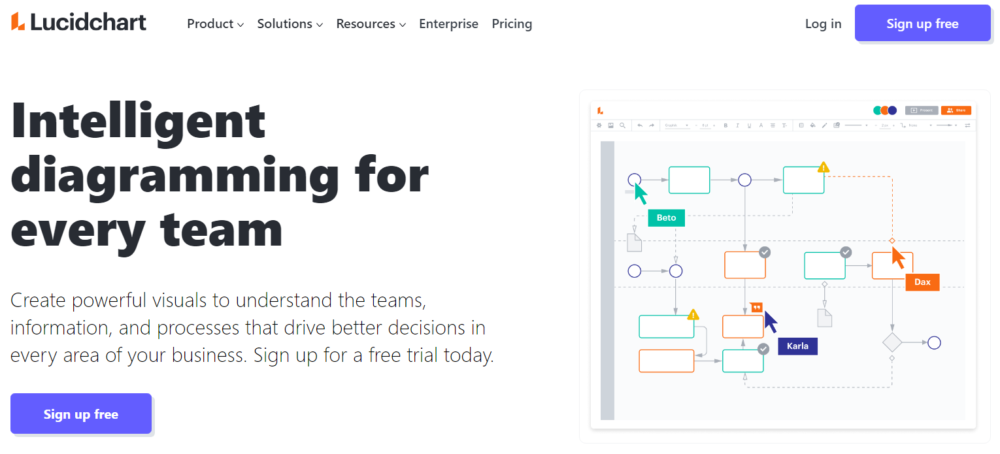 Lucidchart
Product Solutions Resources Enterprise Pricing
Log in
Sign up free
Intelligent
diagramming for
every team
Create powerful visuals to understand the teams,
information, and processes that drive better decisions in
every area of your business. Sign up for a free trial today.
Sign up free
Present
Share
Beto
Dax
Karla